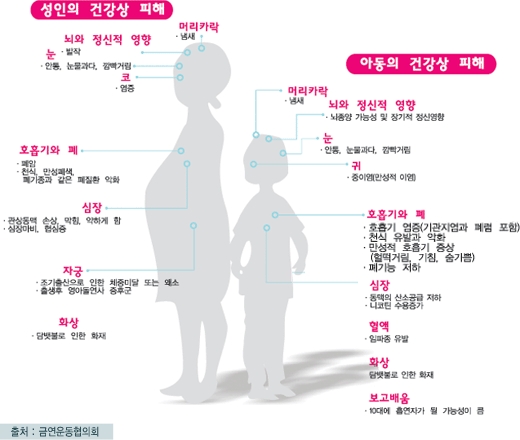 성인의 건강상 피해
머리카락
· 냄새
뇌와 정신적 영향
· 발작
눈
· 안통, 눈물과다, 깜빡거림
코
· 염증
호흡기와 폐
· 폐암
· 천식, 만성폐색,
폐기종과 같은 폐질환 악화
심장
· 관상동맥 손상, 막힘, 약하게 함
· 심장마비, 협심증
자궁
· 조기출산으로 인한 체중미달 또는 왜소
· 출생후 영아돌연사 증후군
화상
· 담뱃불로 인한 화재
아동의 건강상 피해
머리카락
· 냄새
뇌와 정신적 영향
· 뇌종양 가능성 및 장기적 정신영향
눈
· 안통, 눈물과다, 깜빡거림
귀
· 중이염(만성적 이염)
호흡기와 폐
· 호흡기 염증(기관지염과 폐렴 포함)
· 천식 유발과 악화
· 만성적 호흡기 증상
(헐떡거림, 기침, 숨가쁨)
· 폐기능 저하
심장
· 동맥의 산소공급 저하
· 니코틴 수용증가
혈액
· 임파종 유발
화상
담뱃불로 인한 화재
보고배움
· 10대에 흡연자가 될 가능성이 큼
출처 : 금연운동협의회